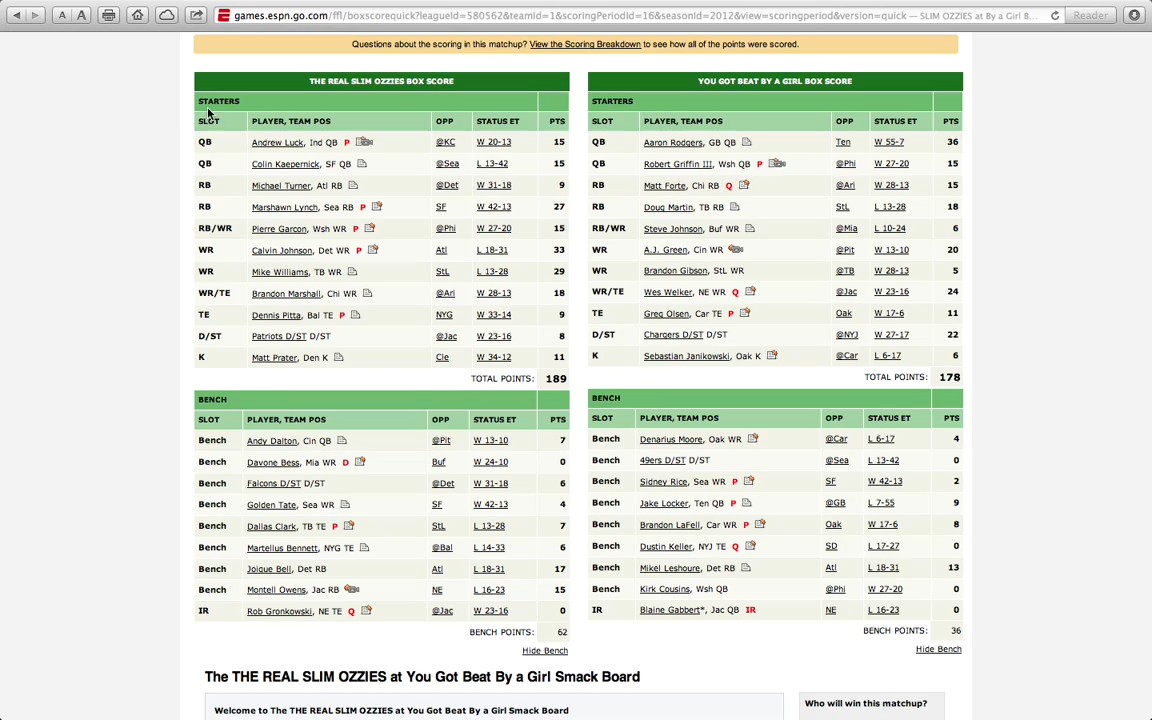 A A games.espn.go.com/ffl/boxscorequick?leagueId=580562&teamId=1&scoringPeriodId=16&seasonId=2012&view=scoringperiod&version=quick — SLIM OZZIES at By a Girl B... Reader
Questions about the scoring in this matchup? View the Scoring Breakdown to see how all of the points were scored.
THE REAL SLIM OZZIES BOX SCORE
STARTERS
SLOT PLAYER, TEAM POS OPP STATUS ET PTS
QB Andrew Luck, Ind QB P @KC W 20-13 15
QB Colin Kaepernick, SF QB @Sea L 13-42 15
RB Michael Turner, Atl RB @Det W 31-18 9
RB Marshawn Lynch, Sea RB P SF W 42-13 27
RB/WR Pierre Garcon, Wsh WR P @Phi W 27-20 15
WR Calvin Johnson, Det WR P Atl L 18-31 33
WR Mike Williams, TB WR StL L 13-28 29
WR/TE Brandon Marshall, Chi WR @Ari W 28-13 18
TE Dennis Pitta, Bal TE P NYG W 33-14 9
D/ST Patriots D/ST D/ST @Jac W 23-16 8
K Matt Prater, Den K Cle W 34-12 11
TOTAL POINTS: 189
BENCH
SLOT PLAYER, TEAM POS OPP STATUS ET PTS
Bench Andy Dalton, Cin QB @Pit W 13-10 7
Bench Davone Bess, Mia WR D Buf W 24-10 0
Bench Falcons D/ST D/ST @Det W 31-18 6
Bench Golden Tate, Sea WR SF W 42-13 4
Bench Dallas Clark, TB TE P StL L 13-28 7
Bench Martellus Bennett, NYG TE @Bal L 14-33 6
Bench Joique Bell, Det RB Atl L 18-31 17
Bench Montell Owens, Jac RB NE L 16-23 15
IR Rob Gronkowski, NE TE Q @Jac W 23-16 0
BENCH POINTS: 62
Hide Bench
YOU GOT BEAT BY A GIRL BOX SCORE
STARTERS
SLOT PLAYER, TEAM POS OPP STATUS ET PTS
QB Aaron Rodgers, GB QB Ten W 55-7 36
QB Robert Griffin III, Wsh QB P @Phi W 27-20 15
RB Matt Forte, Chi RB Q @Ari W 28-13 15
RB Doug Martin, TB RB StL L 13-28 18
RB/WR Steve Johnson, Buf WR @Mia L 10-24 6
WR A.J. Green, Cin WR @Pit W 13-10 20
WR Brandon Gibson, StL WR @TB W 28-13 5
WR/TE Wes Welker, NE WR Q @Jac W 23-16 24
TE Greg Olsen, Car TE P Oak W 17-6 11
D/ST Chargers D/ST D/ST @NYJ W 27-17 22
K Sebastian Janikowski, Oak K @Car L 6-17 6
TOTAL POINTS: 178
BENCH
SLOT PLAYER, TEAM POS OPP STATUS ET PTS
Bench Denarius Moore, Oak WR @Car L 6-17 4
Bench 49ers D/ST D/ST @Sea L 13-42 0
Bench Sidney Rice, Sea WR P SF W 42-13 2
Bench Jake Locker, Ten QB P @GB L 7-55 9
Bench Brandon LaFell, Car WR P Oak W 17-6 8
Bench Dustin Keller, NYJ TE Q SD L 17-27 0
Bench Mikel Leshoure, Det RB Atl L 18-31 13
Bench Kirk Cousins, Wsh QB @Phi W 27-20 0
IR Blaine Gabbert*, Jac QB IR NE L 16-23 0
BENCH POINTS: 36
Hide Bench
The THE REAL SLIM OZZIES at You Got Beat By a Girl Smack Board
Welcome to The THE REAL SLIM OZZIES at You Got Beat By a Girl Smack Board
Who will win this matchup?